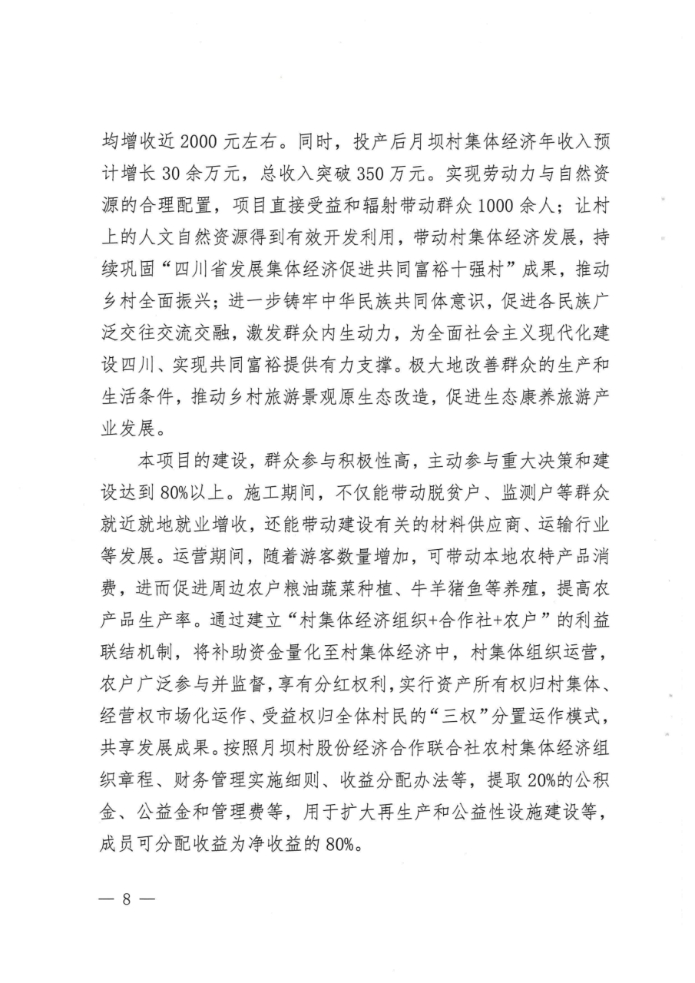 均增收近 2000 元左右。同时，投产后月坝村集体经济年收入预
计增长 30 余万元，总收入突破 350 万元。实现劳动力与自然资
源的合理配置，项目直接受益和辐射带动群众 1000 余人；让村
上的人文自然资源得到有效开发利用，带动村集体经济发展，持
续巩固“四川省发展集体经济促进共同富裕十强村”成果，推动
乡村全面振兴；进一步铸牢中华民族共同体意识，促进各民族广
泛交往交流交融，激发群众内生动力，为全面社会主义现代化建
设四川、实现共同富裕提供有力支撑。极大地改善群众的生产和
生活条件，推动乡村旅游景观原生态改造，促进生态康养旅游产
业发展。
本项目的建设，群众参与积极性高，主动参与重大决策和建
设达到 80%以上。施工期间，不仅能带动脱贫户、监测户等群众
就近就地就业增收，还能带动建设有关的材料供应商、运输行业
等发展。运营期间，随着游客数量增加，可带动本地农特产品消
费，进而促进周边农户粮油蔬菜种植、牛羊猪鱼等养殖，提高农
产品生产率。通过建立“村集体经济组织+合作社+农户”的利益
联结机制，将补助资金量化至村集体经济中，村集体组织运营，
农户广泛参与并监督，享有分红权利，实行资产所有权归村集体、
经营权市场化运作、受益权归全体村民的“三权”分置运作模式，
共享发展成果。按照月坝村股份经济合作联合社农村集体经济组
织章程、财务管理实施细则、收益分配办法等，提取 20%的公积
金、公益金和管理费等，用于扩大再生产和公益性设施建设等，
成员可分配收益为净收益的 80%。
— 8 —